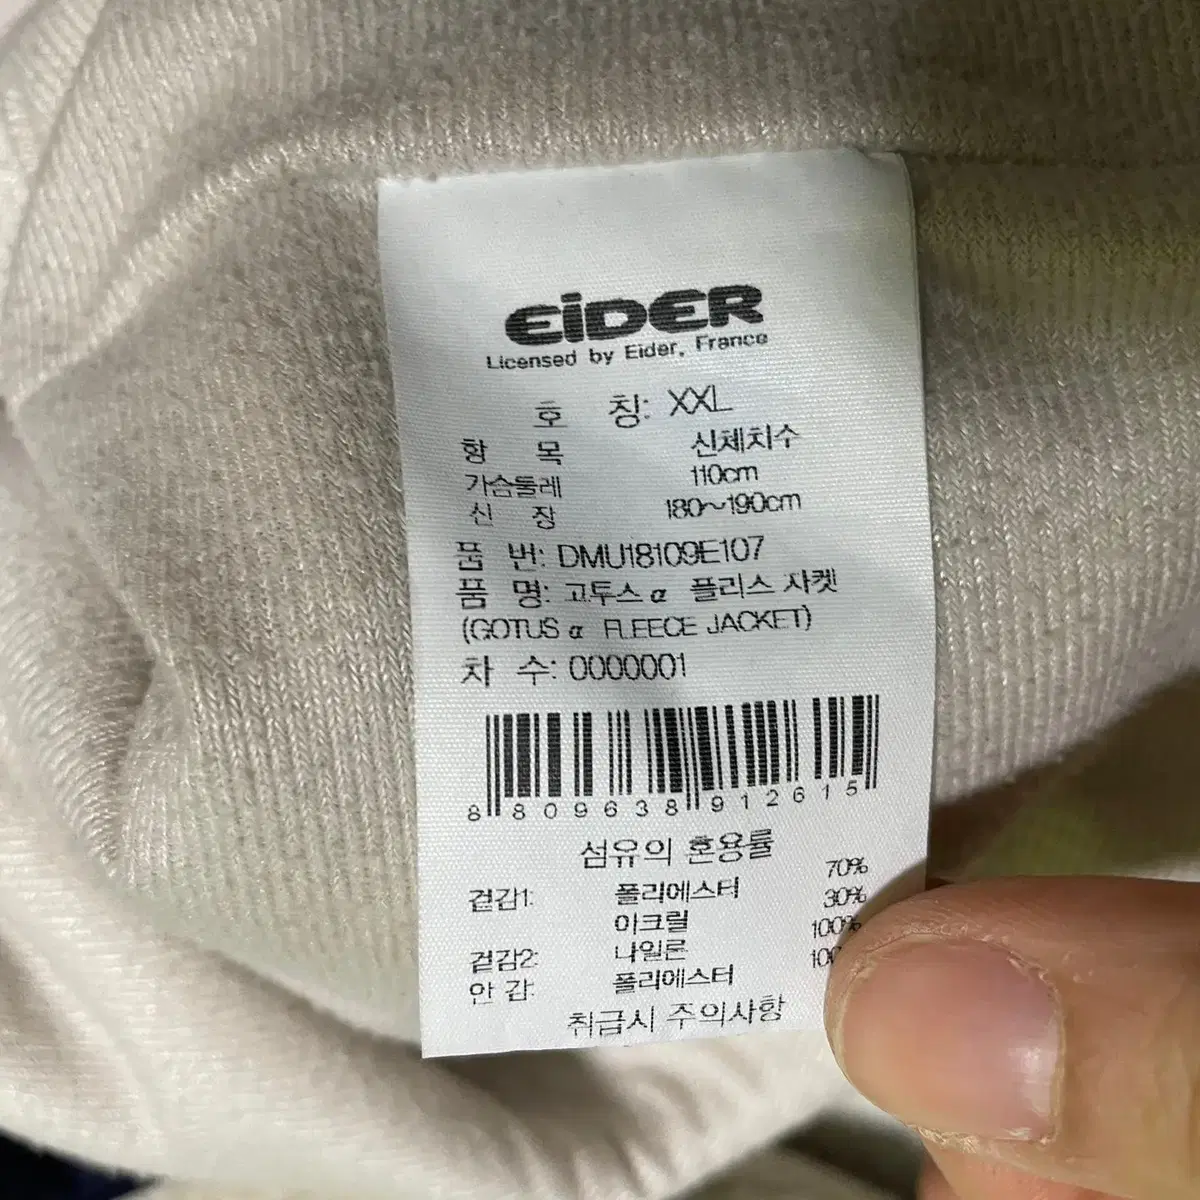 EiDER
Licensed by Eider, France
호 칭: XXL
항 목 신체치수
가슴둘레 110cm
신 장 180~190cm
품 번: DMU18109E107
품 명: 고투스α 플리스 자켓
(GOTUS α FLEECE JACKET)
차 수: 0000001
8 809638 912615
섬유의 혼용률
겉감1: 폴리에스터 70%
아크릴 30%
겉감2: 나일론 100%
안 감: 폴리에스터
취급시 주의사항